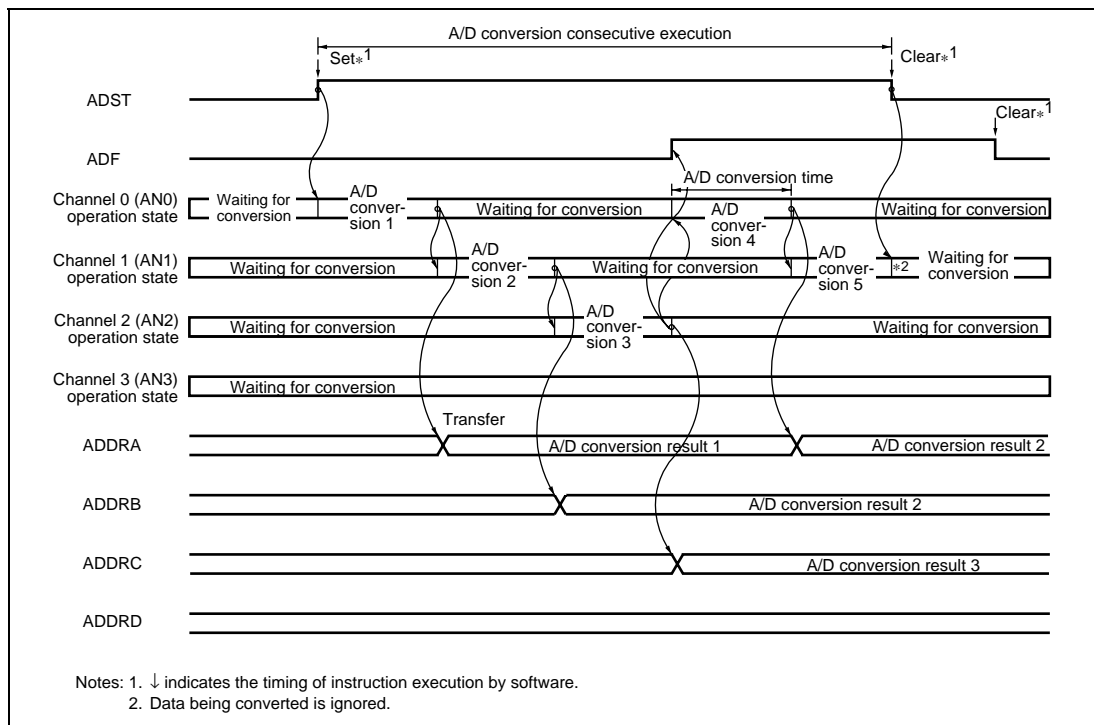 A/D conversion consecutive execution
Set*1
Clear*1
ADST
Clear*1
ADF
A/D conversion time
Channel 0 (AN0)
operation state
Waiting for
conversion
A/D
conver-
sion 1
Waiting for conversion
A/D
conver-
sion 4
Waiting for conversion
Channel 1 (AN1)
operation state
Waiting for conversion
A/D
conver-
sion 2
Waiting for conversion
A/D
conver-
sion 5
*2
Waiting for
conversion
Channel 2 (AN2)
operation state
Waiting for conversion
A/D
conver-
sion 3
Waiting for conversion
Channel 3 (AN3)
operation state
Waiting for conversion
Transfer
ADDRA
A/D conversion result 1
A/D conversion result 2
ADDRB
A/D conversion result 2
ADDRC
A/D conversion result 3
ADDRD
Notes: 1. ↓ indicates the timing of instruction execution by software.
2. Data being converted is ignored.